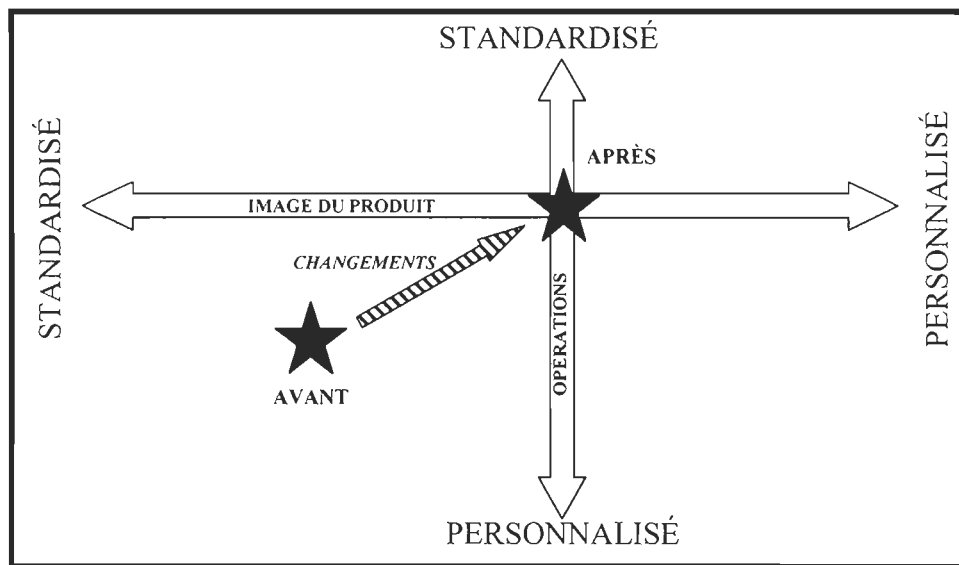 STANDARDISÉ
APRÈS
STANDARDISÉ
PERSONNALISÉ
IMAGE DU PRODUIT
CHANGEMENTS
OPERATIONS
AVANT
PERSONNALISÉ